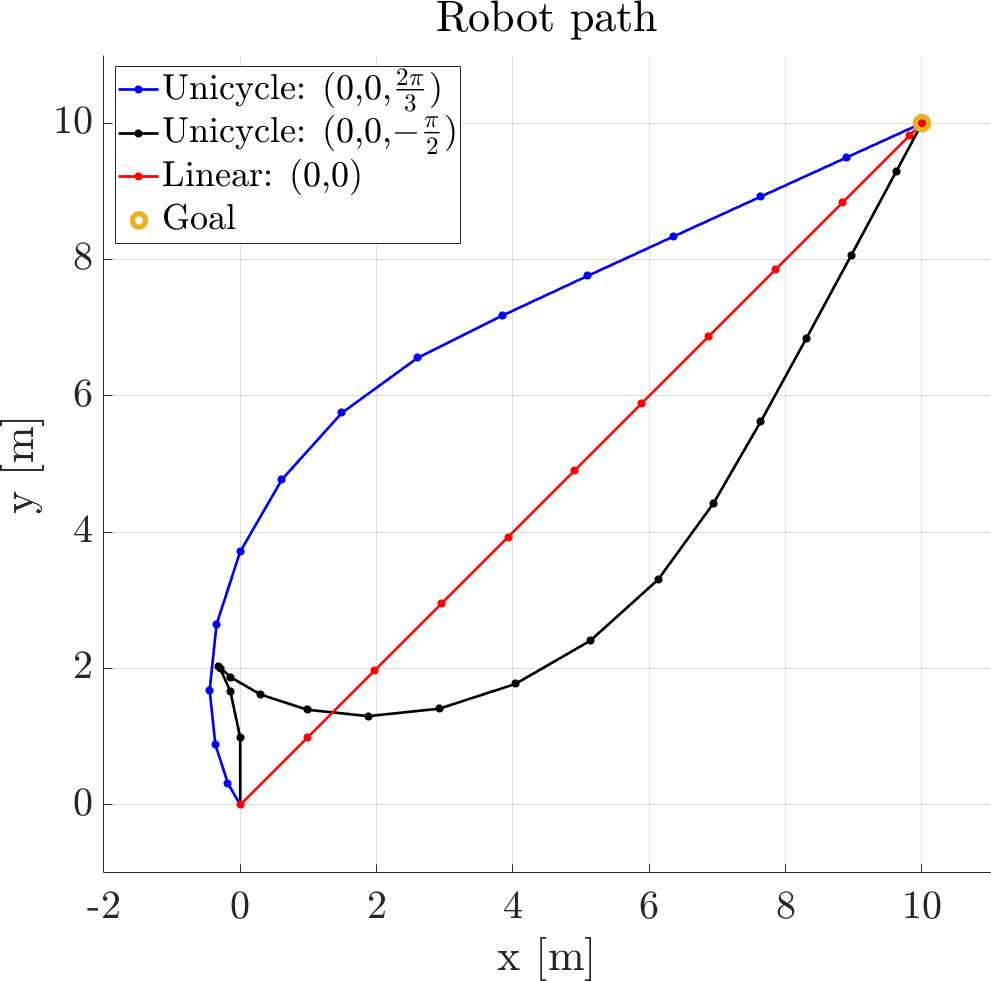 Robot path
Unicycle: (0,0,2π/3)
Unicycle: (0,0,−π/2)
Linear: (0,0)
Goal
10
8
6
4
2
0
y [m]
-2 0 2 4 6 8 10
x [m]